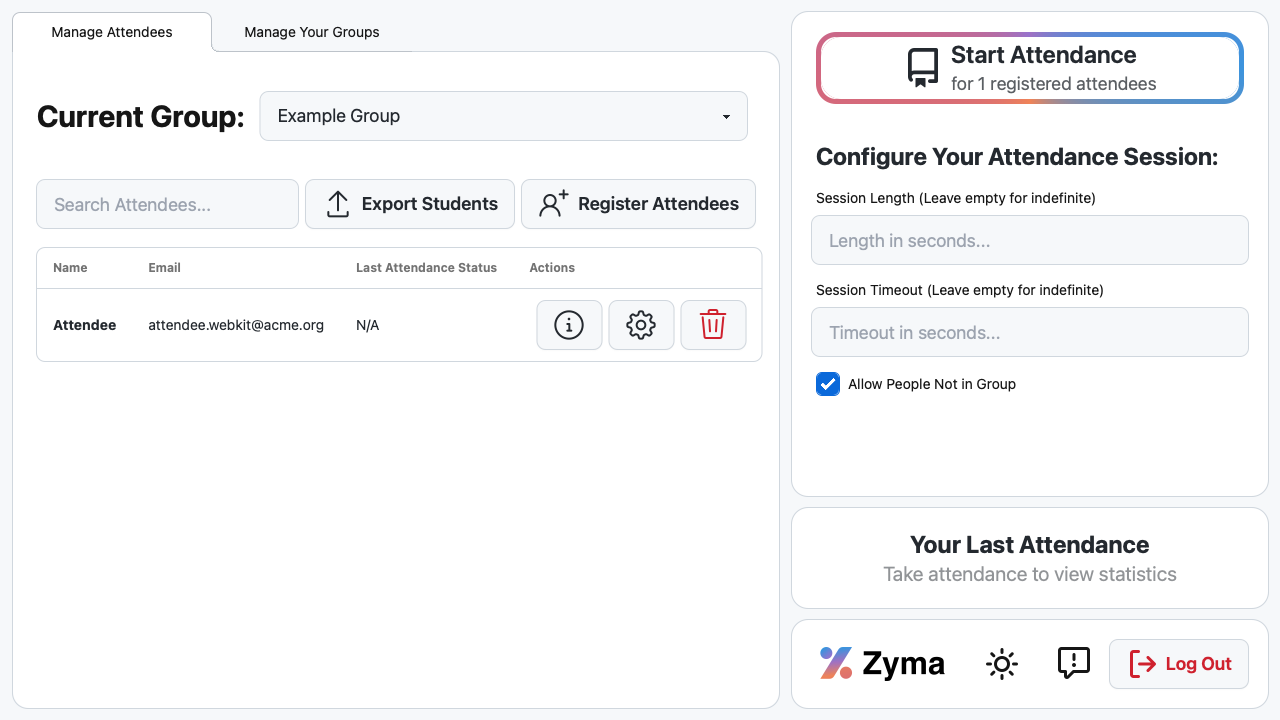 Manage Attendees
Manage Your Groups
Current Group:
Example Group
Search Attendees...
Export Students
Register Attendees
Name
Email
Last Attendance Status
Actions
Attendee
attendee.webkit@acme.org
N/A
Start Attendance
for 1 registered attendees
Configure Your Attendance Session:
Session Length (Leave empty for indefinite)
Length in seconds...
Session Timeout (Leave empty for indefinite)
Timeout in seconds...
Allow People Not in Group
Your Last Attendance
Take attendance to view statistics
Zyma
Log Out